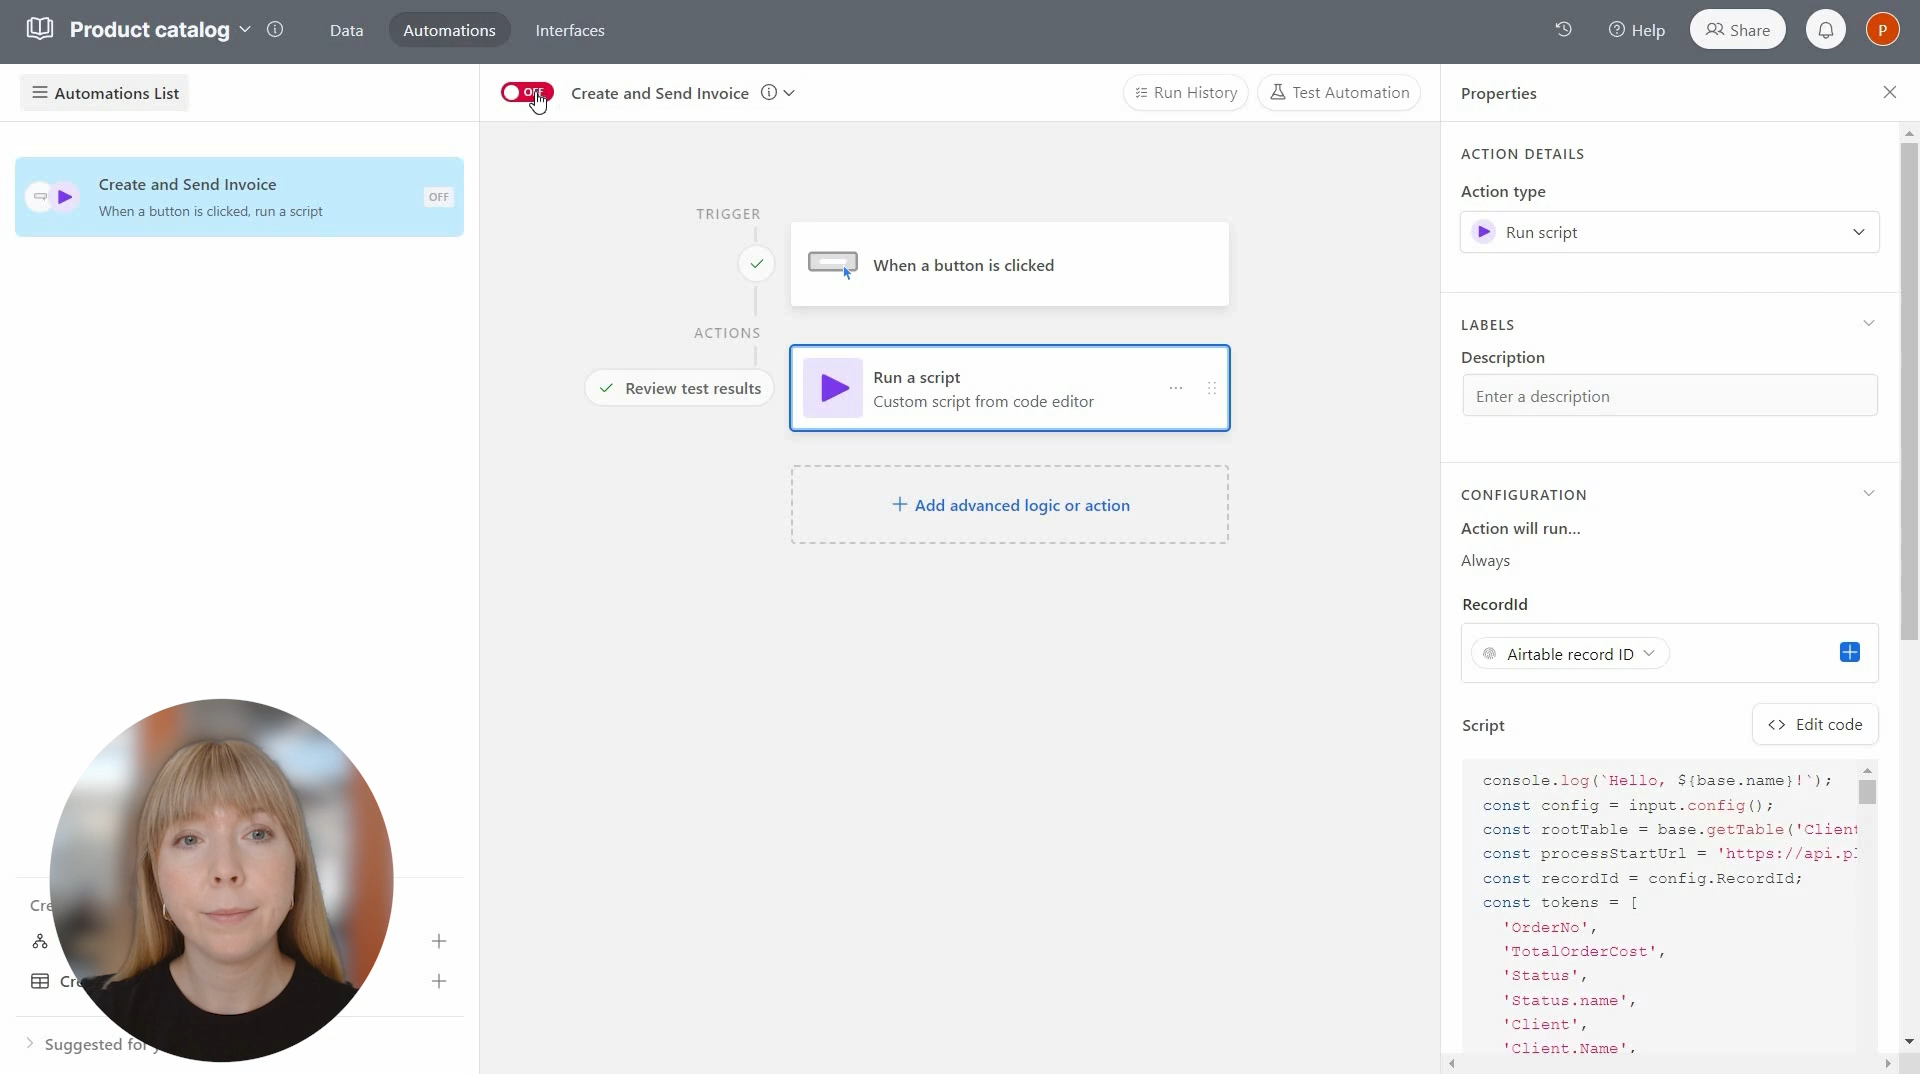 Product catalog
Data
Automations
Interfaces
Help
Share
P
Automations List
OFF
Create and Send Invoice
Run History
Test Automation
Properties
Create and Send Invoice
When a button is clicked, run a script
OFF
TRIGGER
When a button is clicked
ACTIONS
Review test results
Run a script
Custom script from code editor
+ Add advanced logic or action
ACTION DETAILS
Action type
Run script
LABELS
Description
Enter a description
CONFIGURATION
Action will run...
Always
RecordId
Airtable record ID
Script
<> Edit code
console.log(`Hello, ${base.name}!`);
const config = input.config();
const rootTable = base.getTable('Client
const processStartUrl = 'https://api.pl
const recordId = config.RecordId;
const tokens = [
'OrderNo',
'TotalOrderCost',
'Status',
'Status.name',
'Client',
'Client.Name',
Suggested for